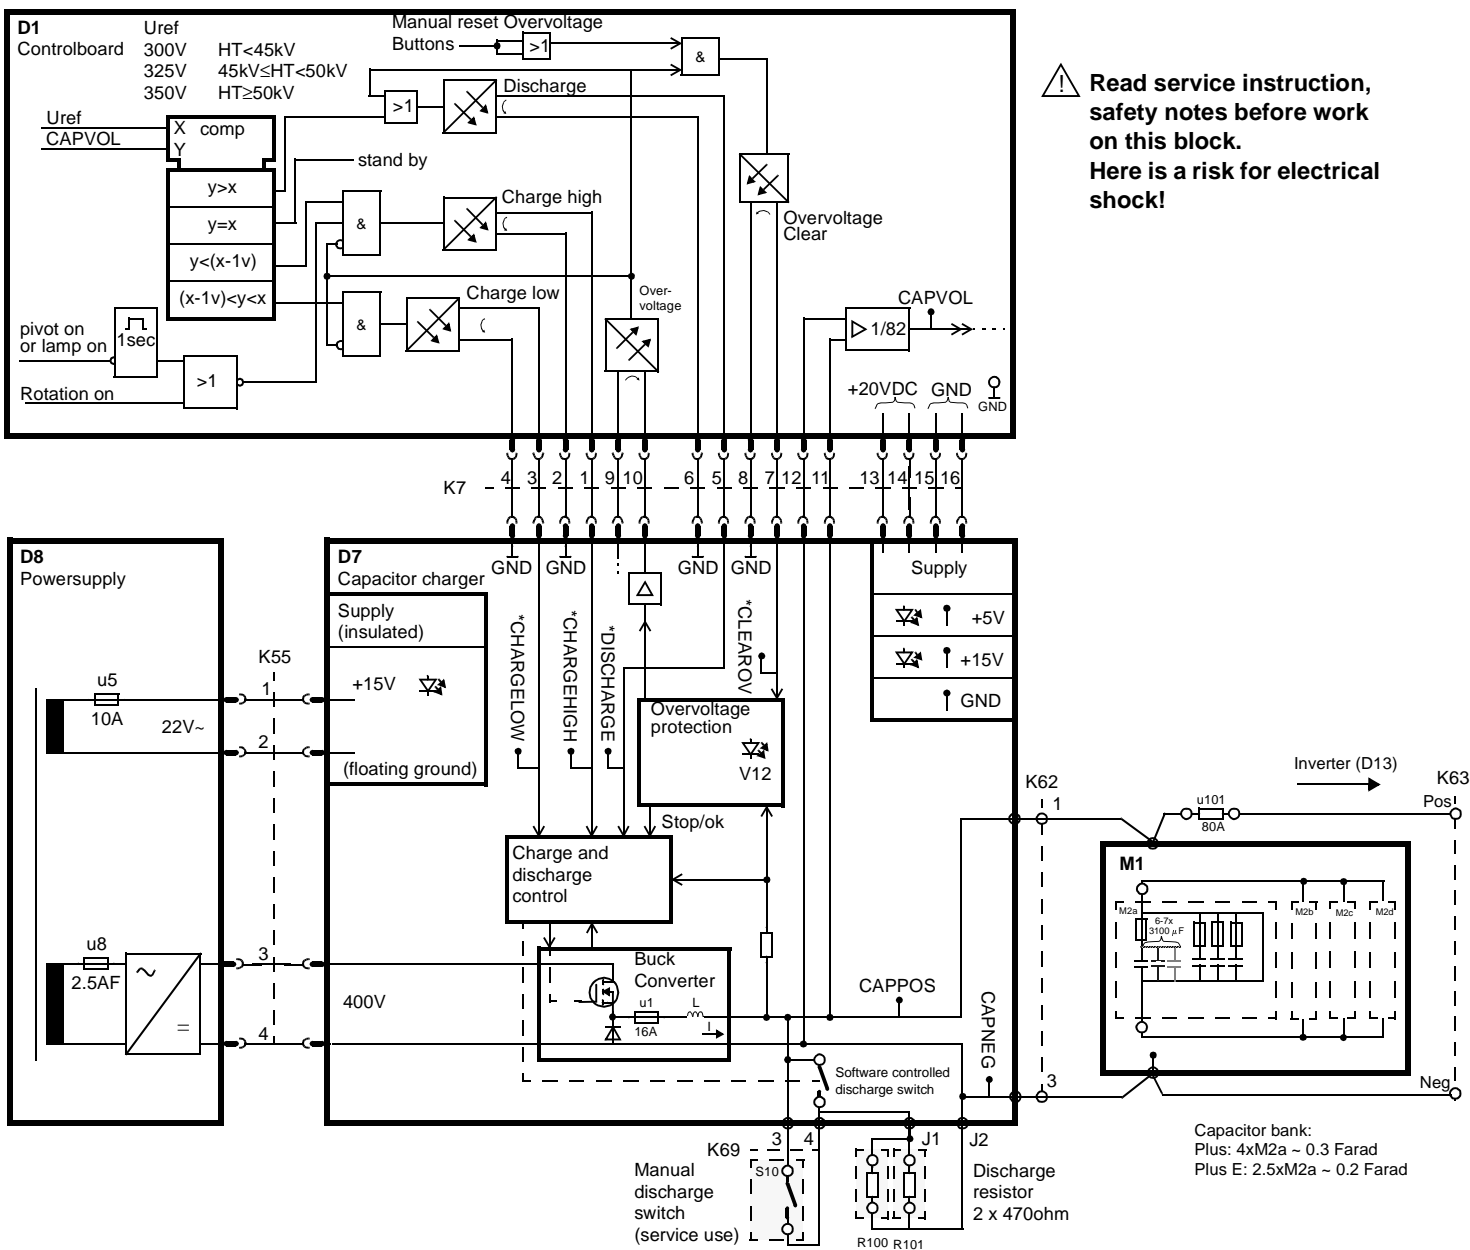 D1
Controlboard
Uref
300V HT<45kV
325V 45kV≤HT<50kV
350V HT≥50kV
Manual reset Overvoltage
Buttons
>1
&
Discharge
>1
Uref
CAPVOL
X comp
Y
y>x
y=x
y<(x-1v)
(x-1v)<y<x
stand by
Charge high
&
Overvoltage
Clear
Charge low
&
Over-
voltage
CAPVOL
1/82
pivot on
or lamp on
1sec
Rotation on
>1
+20VDC GND
GND
Read service instruction,
safety notes before work
on this block.
Here is a risk for electrical
shock!
K7 4 3 2 1 9 10 6 5 8 7 12 11 13 14 15 16
D8
Powersupply
u5
10A
22V~
K55
1
2
u8
2.5AF
~
=
3
4
D7
Capacitor charger
Supply
(insulated)
+15V
(floating ground)
400V
GND GND GND GND
*CHARGELOW
*CHARGEHIGH
*DISCHARGE
*CLEAROV
Overvoltage
protection
V12
Stop/ok
Charge and
discharge
control
Buck
Converter
u1
16A
L
I
Supply
+5V
+15V
GND
CAPPOS
CAPNEG
Software controlled
discharge switch
K62
1
3
Inverter (D13)
K63
Pos
u101
80A
M1
M2a
6-7x
3100 µF
M2b
M2c
M2d
Neg
K69 3 4
J1 J2
Manual
discharge
switch
(service use)
S10
R100 R101
Discharge
resistor
2 x 470ohm
Capacitor bank:
Plus: 4xM2a ~ 0.3 Farad
Plus E: 2.5xM2a ~ 0.2 Farad